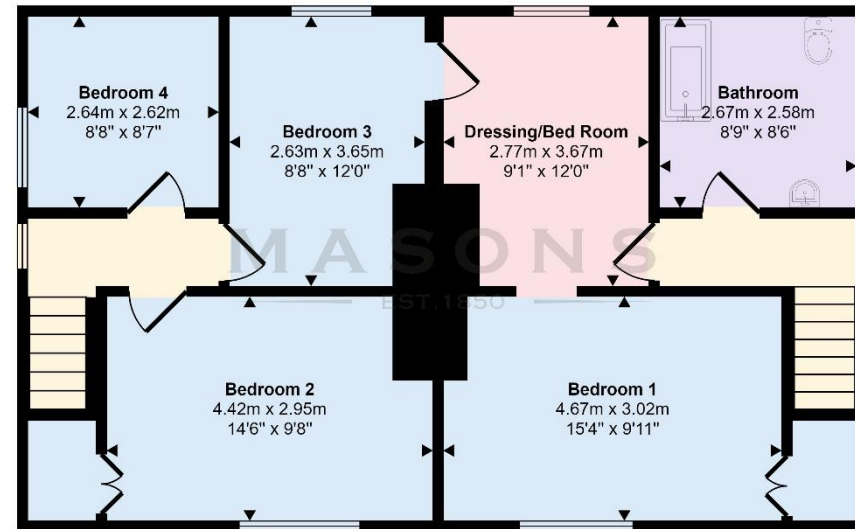 Bedroom 4
2.64m x 2.62m
8'8" x 8'7"
Bedroom 3
2.63m x 3.65m
8'8" x 12'0"
Dressing/Bed Room
2.77m x 3.67m
9'1" x 12'0"
Bathroom
2.67m x 2.58m
8'9" x 8'6"
MASONS
EST.1850
Bedroom 2
4.42m x 2.95m
14'6" x 9'8"
Bedroom 1
4.67m x 3.02m
15'4" x 9'11"